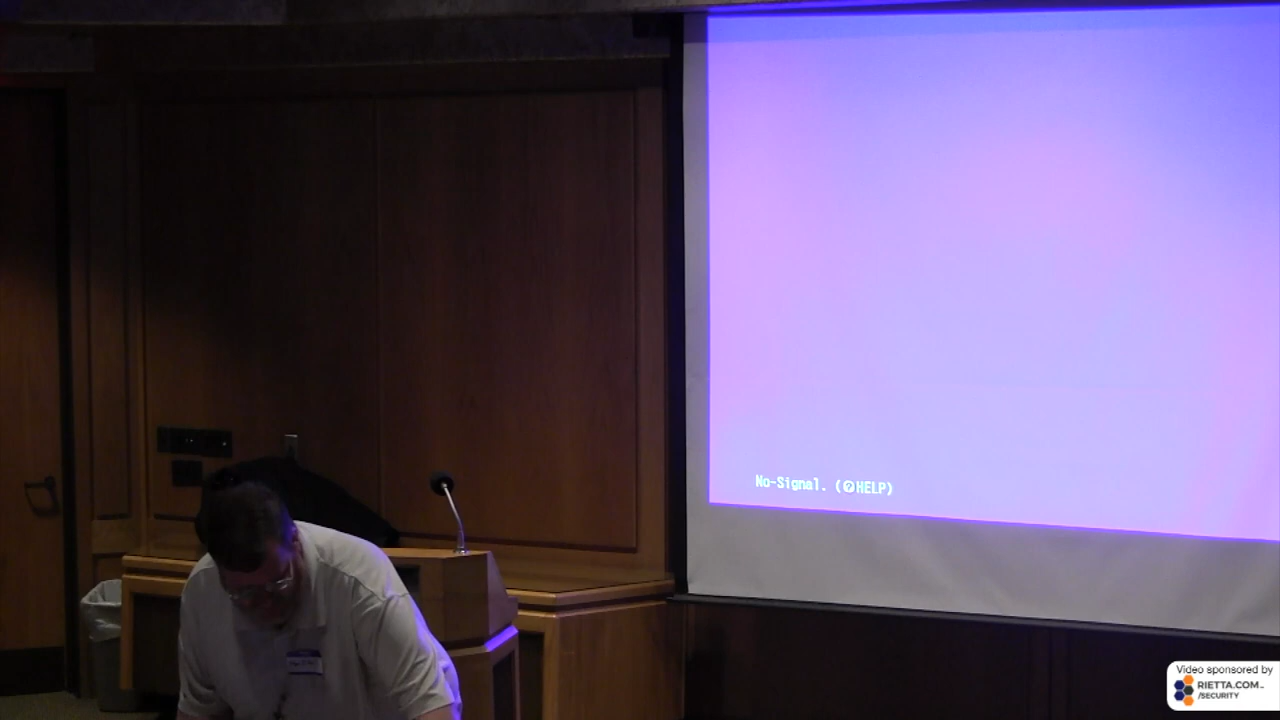 No-Signal. (?HELP)
Video sponsored by
RIETTA.COM
/SECURITY